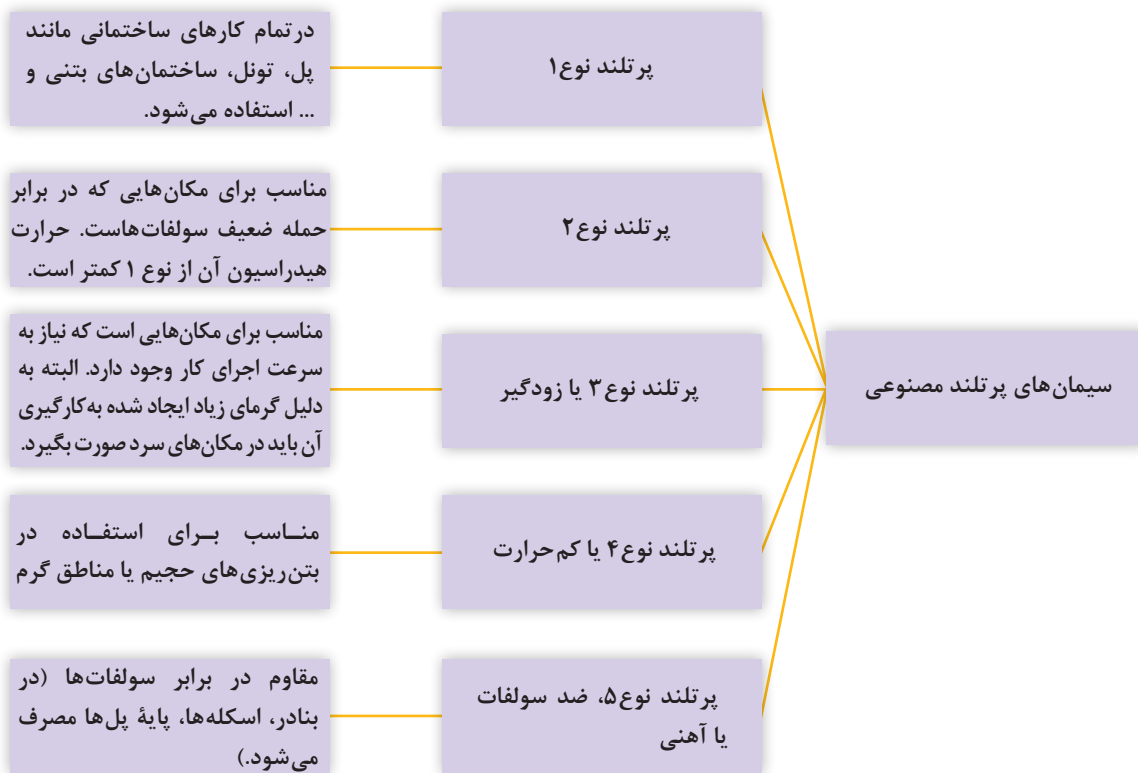 سیمان‌های پرتلند مصنوعی
پرتلند نوع۱
درتمام کارهای ساختمانی مانند
پل، تونل، ساختمان‌های بتنی و
... استفاده می‌شود.
پرتلند نوع۲
مناسب برای مکان‌هایی که در برابر
حمله ضعیف سولفات‌هاست. حرارت
هیدراسیون آن از نوع ۱ کمتر است.
پرتلند نوع۳ یا زودگیر
مناسب برای مکان‌هایی است که نیاز به
سرعت اجرای کار وجود دارد. البته به
دلیل گرمای زیاد ایجاد شده به‌کارگیری
آن باید در مکان‌های سرد صورت بگیرد.
پرتلند نوع۴ یا کم‌حرارت
منـاسب بـرای استفـاده در
بتن‌ریزی‌های حجیم یا مناطق گرم
پرتلند نوع۵، ضد سولفات
یا آهنی
مقاوم در برابر سولفات‌ها (در
بنادر، اسکله‌ها، پایهٔ پل‌ها مصرف
می‌شود.)